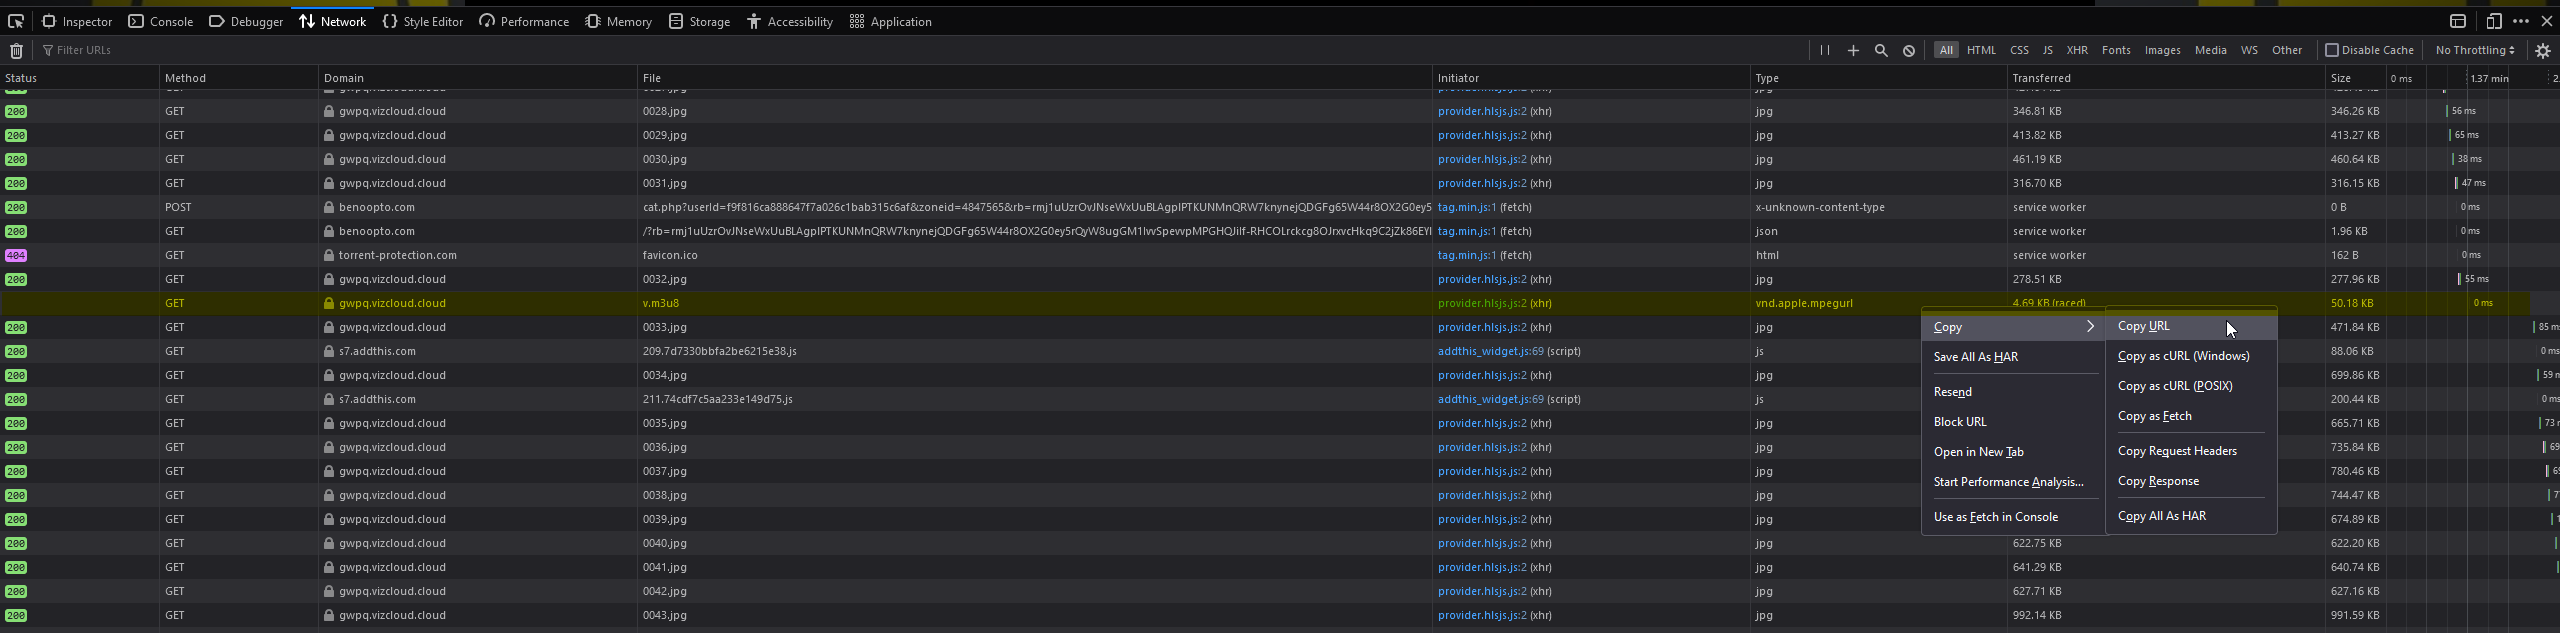 Inspector Console Debugger Network Style Editor Performance Memory Storage Accessibility Application
Filter URLs All HTML CSS JS XHR Fonts Images Media WS Other Disable Cache No Throttling
Status Method Domain File Initiator Type Transferred Size 0 ms 1.37 min 2.
200 GET gwpq.vizcloud.cloud 0028.jpg provider.hlsjs.js:2 (xhr) jpg 346.81 KB 346.26 KB 56 ms
200 GET gwpq.vizcloud.cloud 0029.jpg provider.hlsjs.js:2 (xhr) jpg 413.82 KB 413.27 KB 65 ms
200 GET gwpq.vizcloud.cloud 0030.jpg provider.hlsjs.js:2 (xhr) jpg 461.19 KB 460.64 KB 38 ms
200 GET gwpq.vizcloud.cloud 0031.jpg provider.hlsjs.js:2 (xhr) jpg 316.70 KB 316.15 KB 47 ms
200 POST benoopto.com tag.min.js:1 (fetch) x-unknown-content-type service worker 0 B 0 ms
200 GET benoopto.com tag.min.js:1 (fetch) json service worker 1.96 KB 0 ms
404 GET torrent-protection.com favicon.ico tag.min.js:1 (fetch) html service worker 162 B 0 ms
200 GET gwpq.vizcloud.cloud 0032.jpg provider.hlsjs.js:2 (xhr) jpg 278.51 KB 277.96 KB 55 ms
GET gwpq.vizcloud.cloud v.m3u8 provider.hlsjs.js:2 (xhr) vnd.apple.mpegurl 4.69 KB (raced) 50.18 KB 0 ms
200 GET gwpq.vizcloud.cloud 0033.jpg provider.hlsjs.js:2 (xhr) jpg 471.84 KB 85 ms
200 GET s7.addthis.com 209.7d7330bbfa2be6215e38.js addthis_widget.js:69 (script) js 88.06 KB 0 ms
200 GET gwpq.vizcloud.cloud 0034.jpg provider.hlsjs.js:2 (xhr) jpg 699.86 KB 59 m
200 GET s7.addthis.com 211.74cdf7c5aa233e149d75.js addthis_widget.js:69 (script) js 200.44 KB 0 ms
200 GET gwpq.vizcloud.cloud 0035.jpg provider.hlsjs.js:2 (xhr) jpg 665.71 KB 73
200 GET gwpq.vizcloud.cloud 0036.jpg provider.hlsjs.js:2 (xhr) jpg 735.84 KB 69
200 GET gwpq.vizcloud.cloud 0037.jpg provider.hlsjs.js:2 (xhr) jpg 780.46 KB
200 GET gwpq.vizcloud.cloud 0038.jpg provider.hlsjs.js:2 (xhr) jpg 744.47 KB
200 GET gwpq.vizcloud.cloud 0039.jpg provider.hlsjs.js:2 (xhr) jpg 674.89 KB
200 GET gwpq.vizcloud.cloud 0040.jpg provider.hlsjs.js:2 (xhr) jpg 622.75 KB 622.20 KB
200 GET gwpq.vizcloud.cloud 0041.jpg provider.hlsjs.js:2 (xhr) jpg 641.29 KB 640.74 KB
200 GET gwpq.vizcloud.cloud 0042.jpg provider.hlsjs.js:2 (xhr) jpg 627.71 KB 627.16 KB
200 GET gwpq.vizcloud.cloud 0043.jpg provider.hlsjs.js:2 (xhr) jpg 992.14 KB 991.59 KB
Copy
Save All As HAR
Resend
Block URL
Open in New Tab
Start Performance Analysis...
Use as Fetch in Console
Copy URL
Copy as cURL (Windows)
Copy as cURL (POSIX)
Copy as Fetch
Copy Request Headers
Copy Response
Copy All As HAR